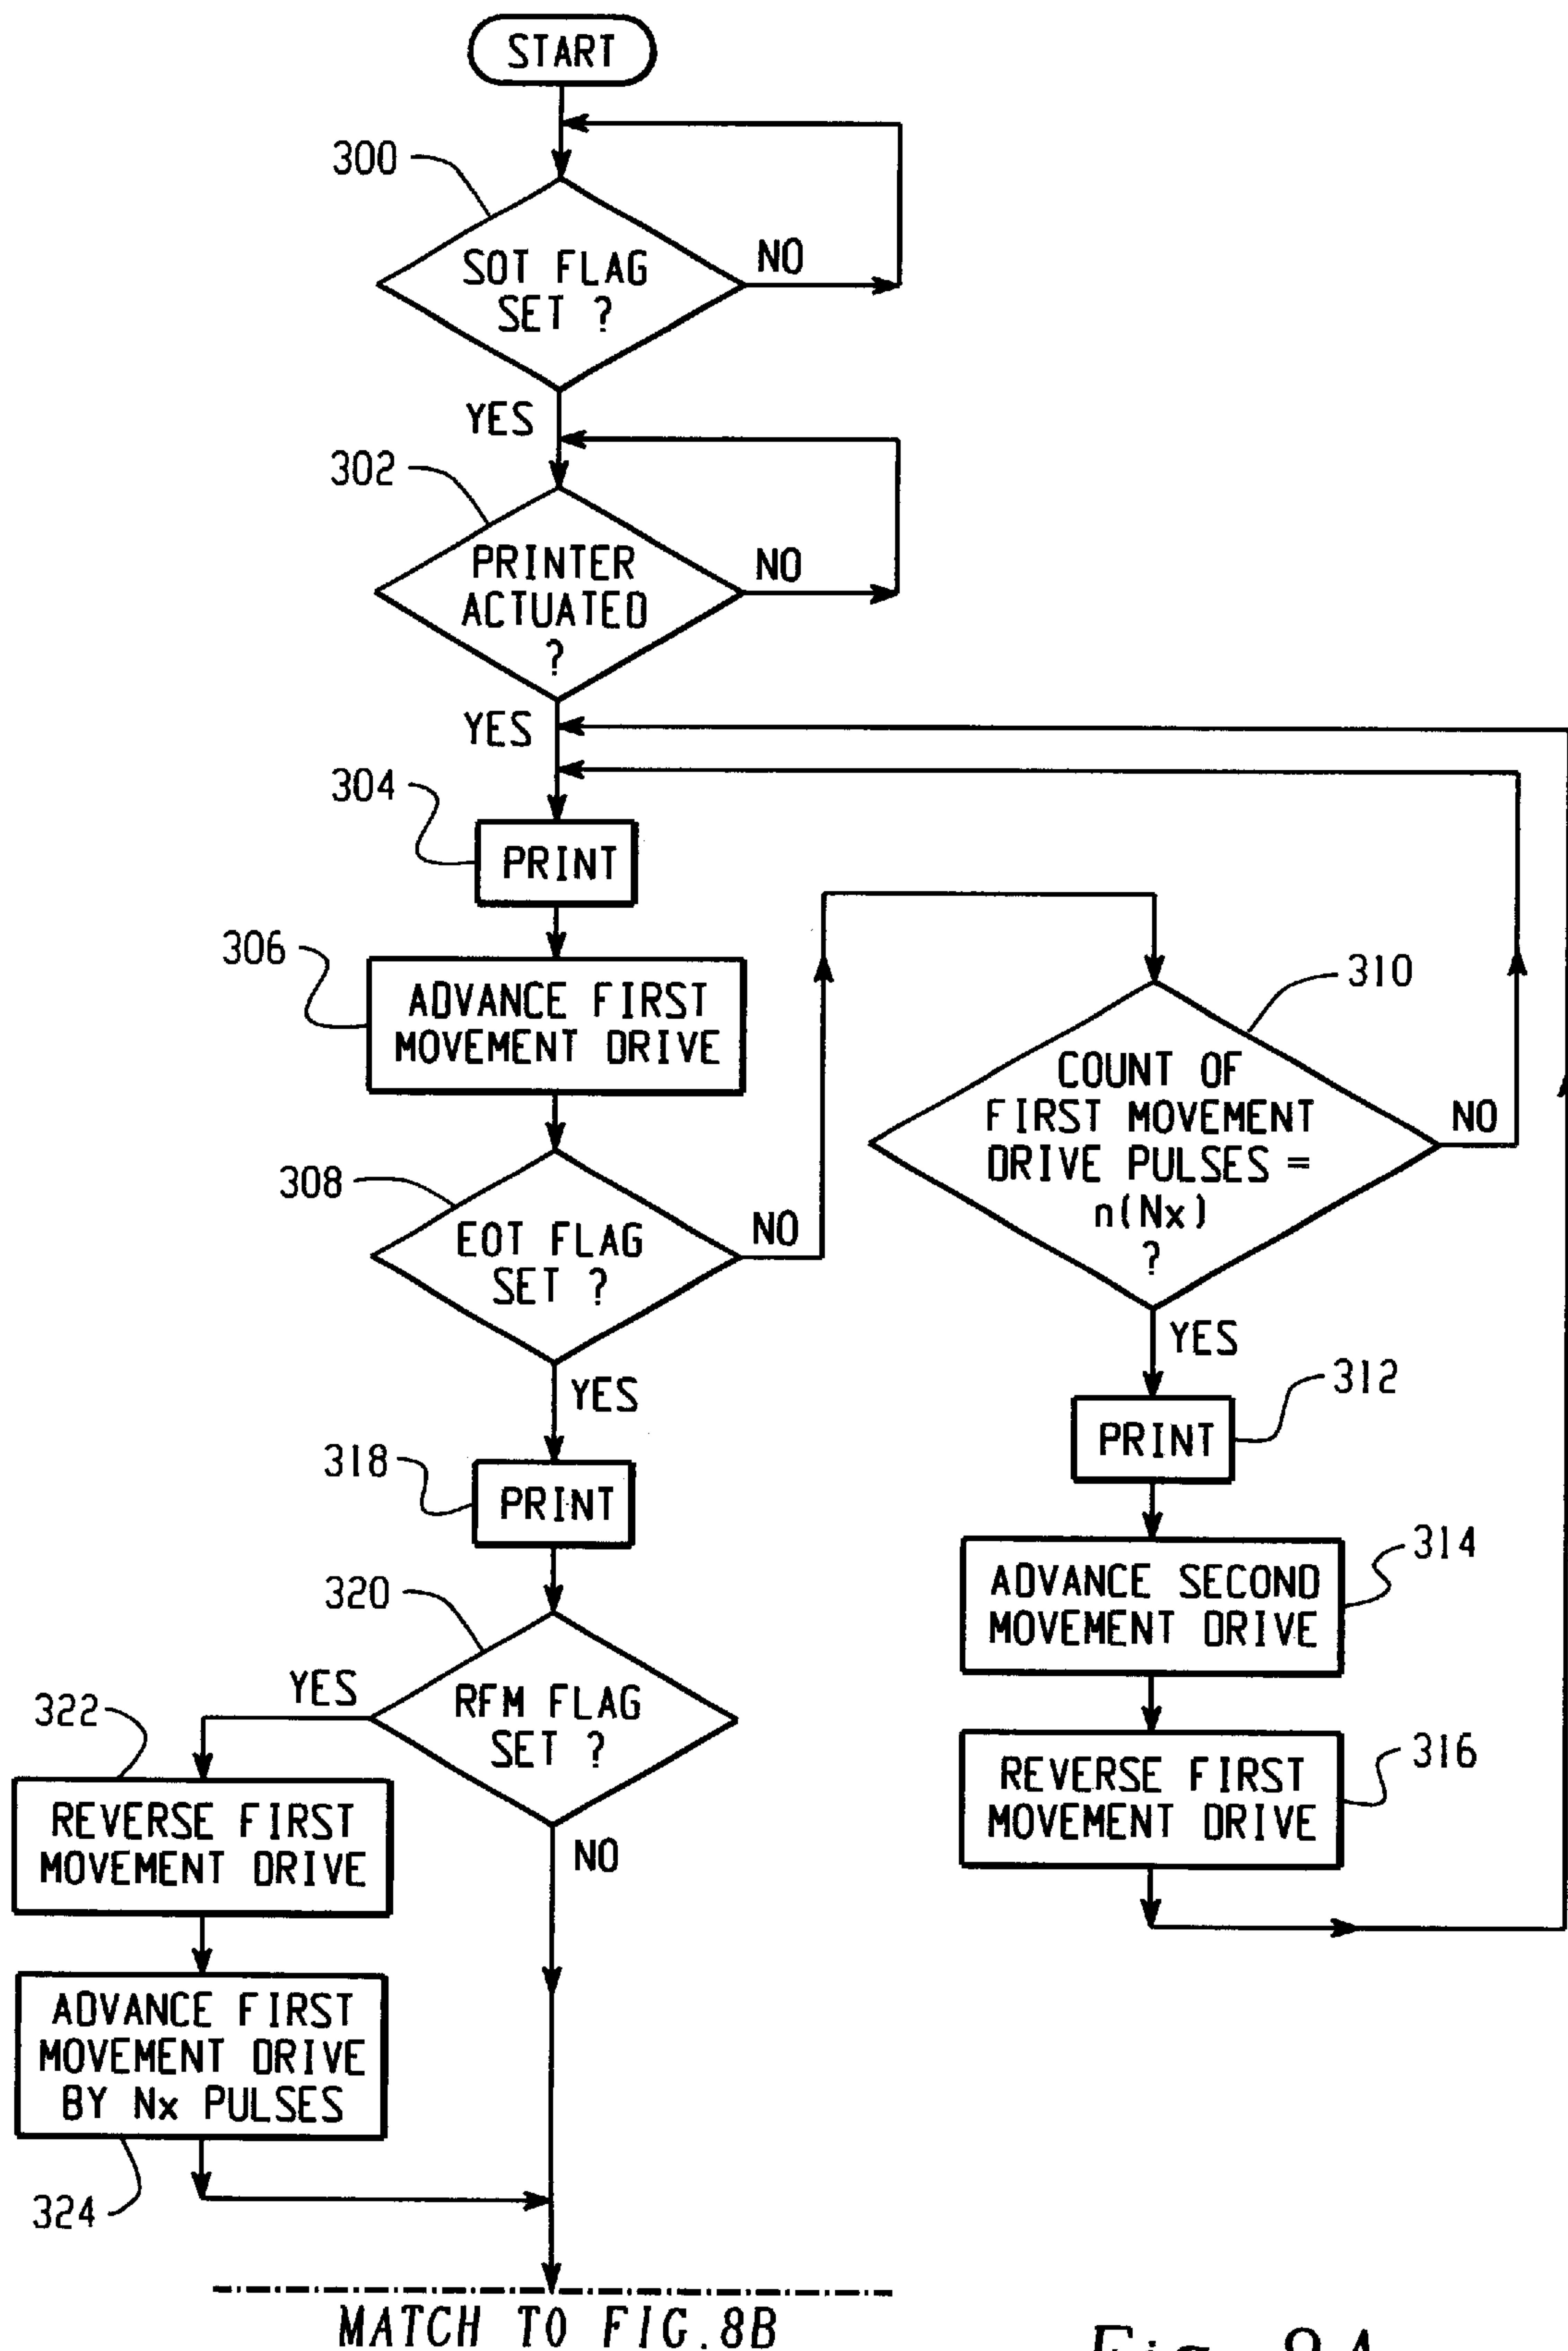 START
300
SOT FLAG
SET ?
NO
YES
302
PRINTER
ACTUATED
?
NO
YES
304
PRINT
306
ADVANCE FIRST
MOVEMENT DRIVE
308
EOT FLAG
SET ?
NO
310
COUNT OF
FIRST MOVEMENT
DRIVE PULSES =
n(Nx)
?
NO
YES
312
PRINT
314
ADVANCE SECOND
MOVEMENT DRIVE
316
REVERSE FIRST
MOVEMENT DRIVE
YES
318
PRINT
320
RFM FLAG
SET ?
YES
NO
322
REVERSE FIRST
MOVEMENT DRIVE
ADVANCE FIRST
MOVEMENT DRIVE
BY Nx PULSES
324
MATCH TO FIG.8B
Fig. 8A